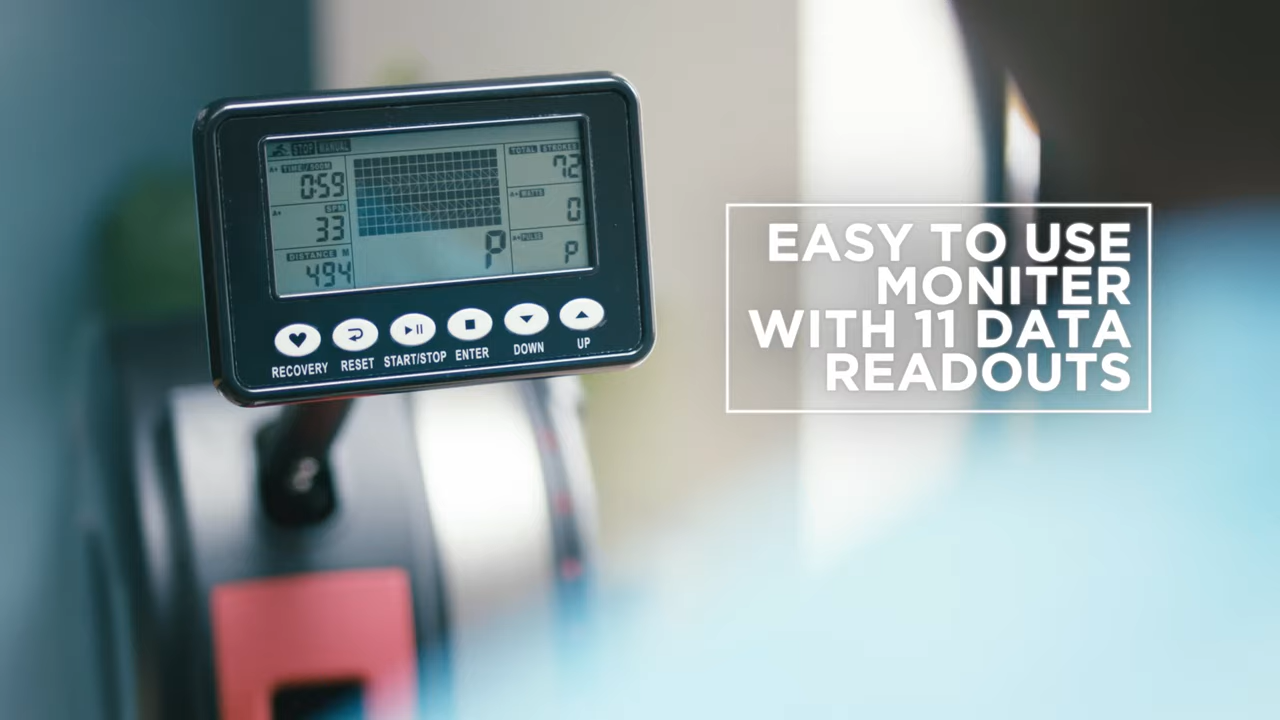 STOP MANUAL
TIME/500M
0:59
SPM
33
DISTANCE M
494
TOTAL STROKES
72
WATTS
0
PULSE
P
P
RECOVERY
RESET
START/STOP
ENTER
DOWN
UP
EASY TO USE
MONITER
WITH 11 DATA
READOUTS